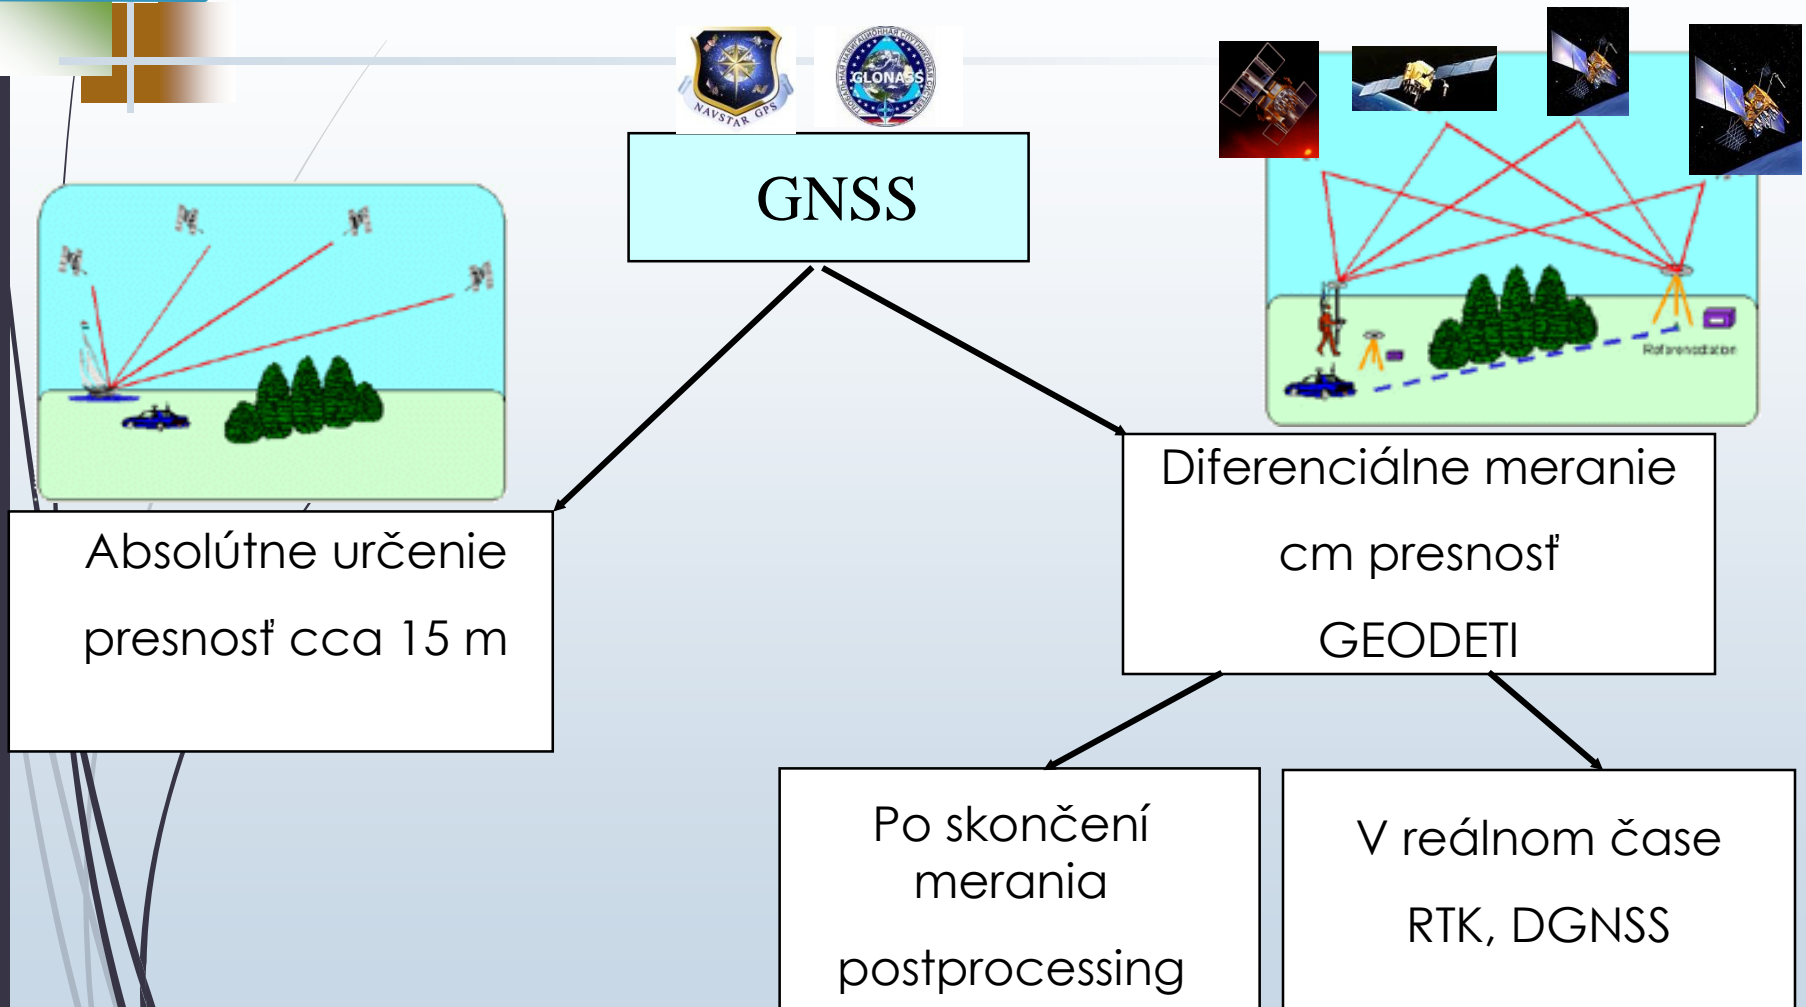 NAVSTAR GPS
GLONASS
GNSS
Referenzstation
Absolútne určenie
presnosť cca 15 m
Diferenciálne meranie
cm presnosť
GEODETI
Po skončení
merania
postprocessing
V reálnom čase
RTK, DGNSS